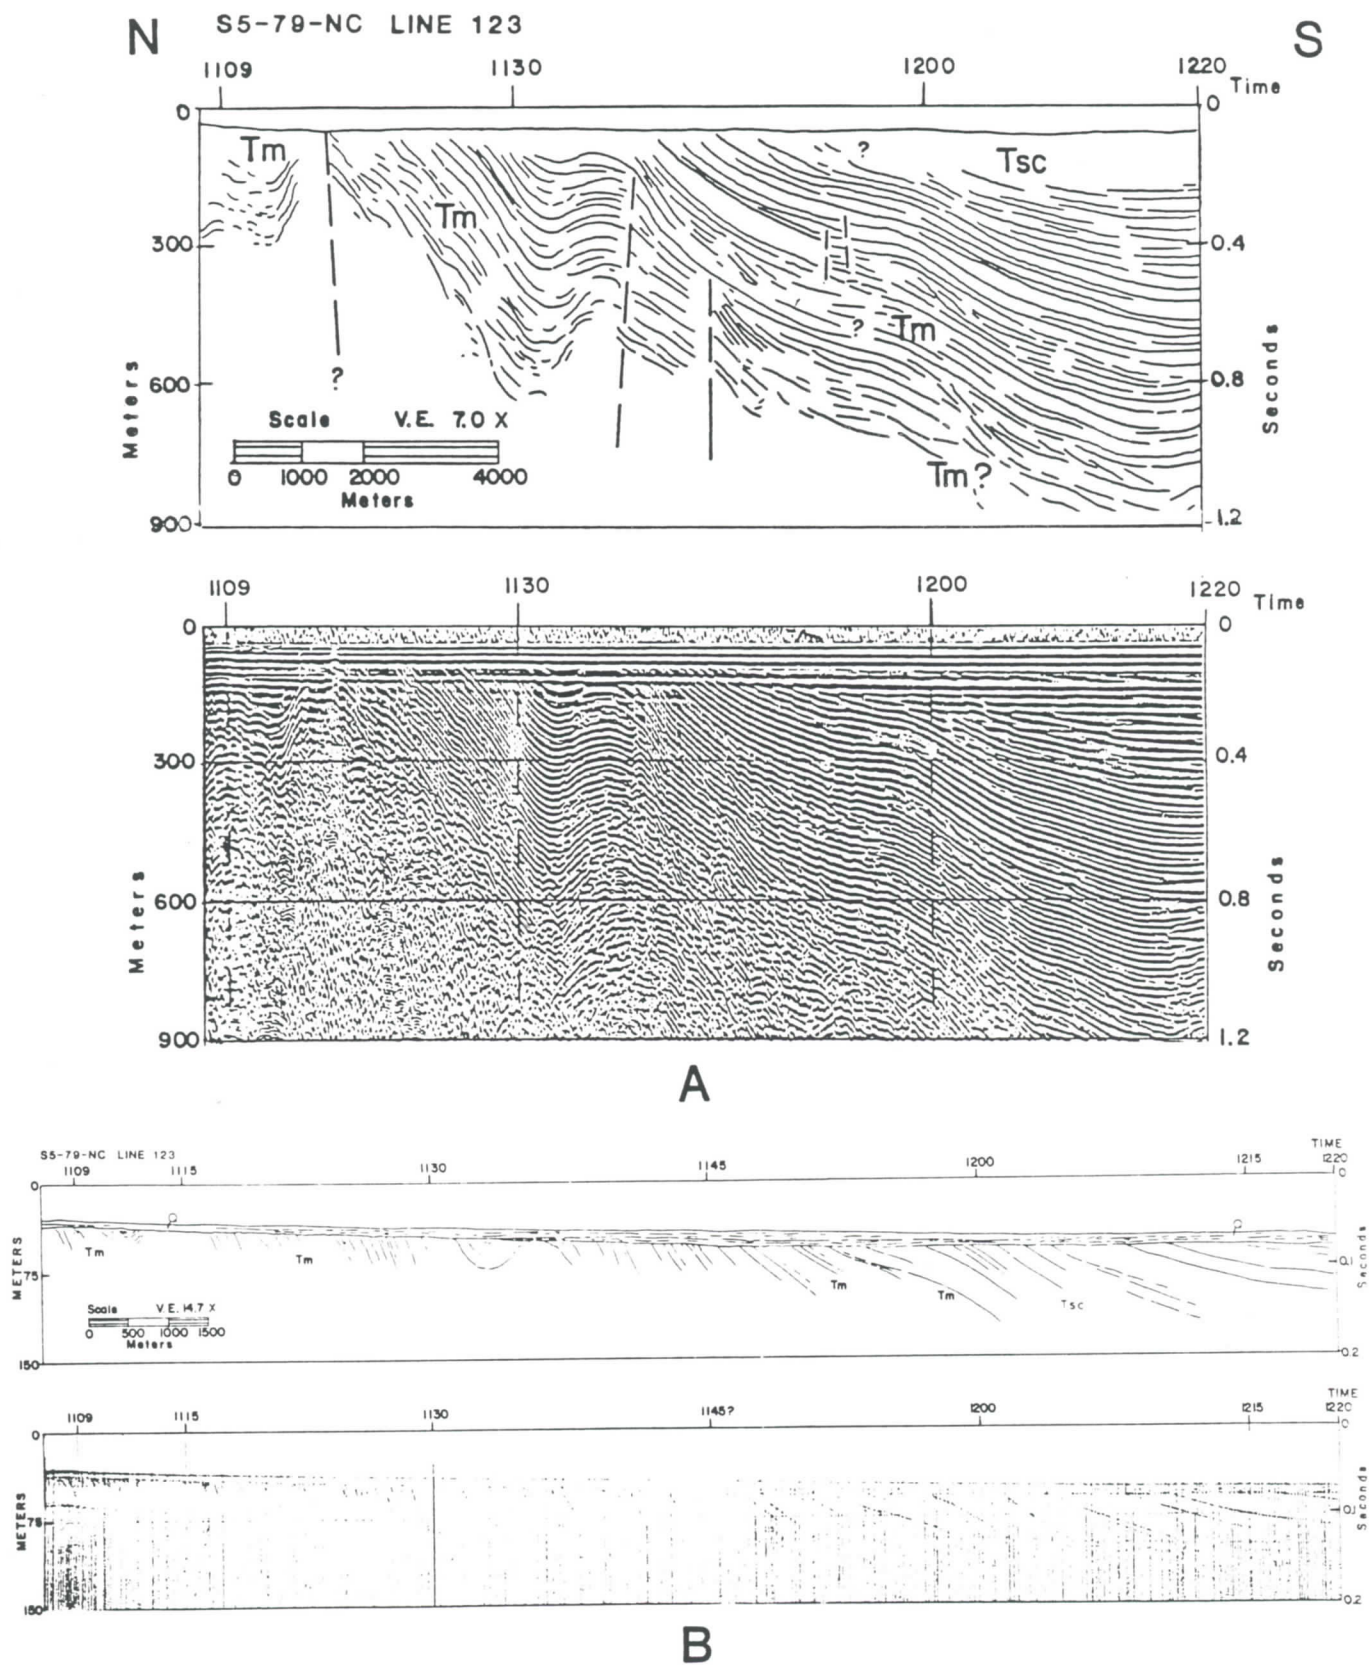 N S5-79-NC LINE 123 S
1109 1130 1200 1220 Time
0 0
Tm ? Tsc
Tm
300 0.4
? Tm
600 ? 0.8
Meters Seconds
Scale V.E. 7.0 X
0 1000 2000 4000
Meters
Tm?
900 1.2
1109 1130 1200 1220 Time
0 0
300 0.4
600 0.8
Meters Seconds
900 1.2
A
S5-79-NC LINE 123 TIME
1109 1115 1130 1145 1200 1215 1220
0 0
Q Q
Tm Tm 0.1
METERS 75 Tm Tm Tsc Seconds
Scale V.E. 14.7 X
0 500 1000 1500
Meters
150 0.2
TIME
1109 1115 1130 1145? 1200 1215 1220
0 0
METERS 75 0.1 Seconds
150 0.2
B